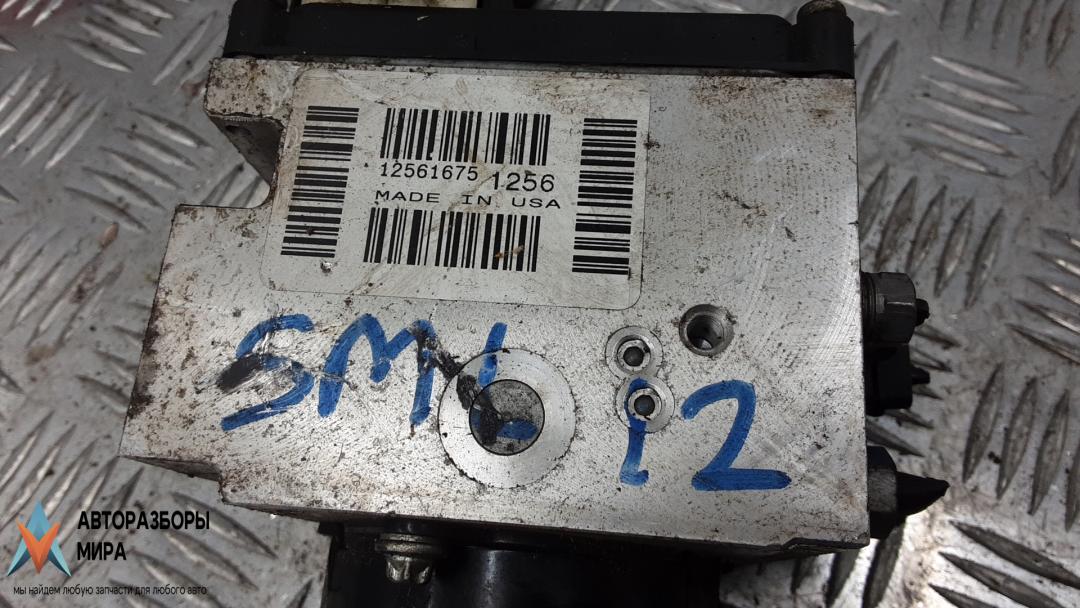 12561675 1256
MADE IN USA
SML 12
АВТОРАЗБОРЫ
МИРА
мы найдем любую запчасти для любого авто